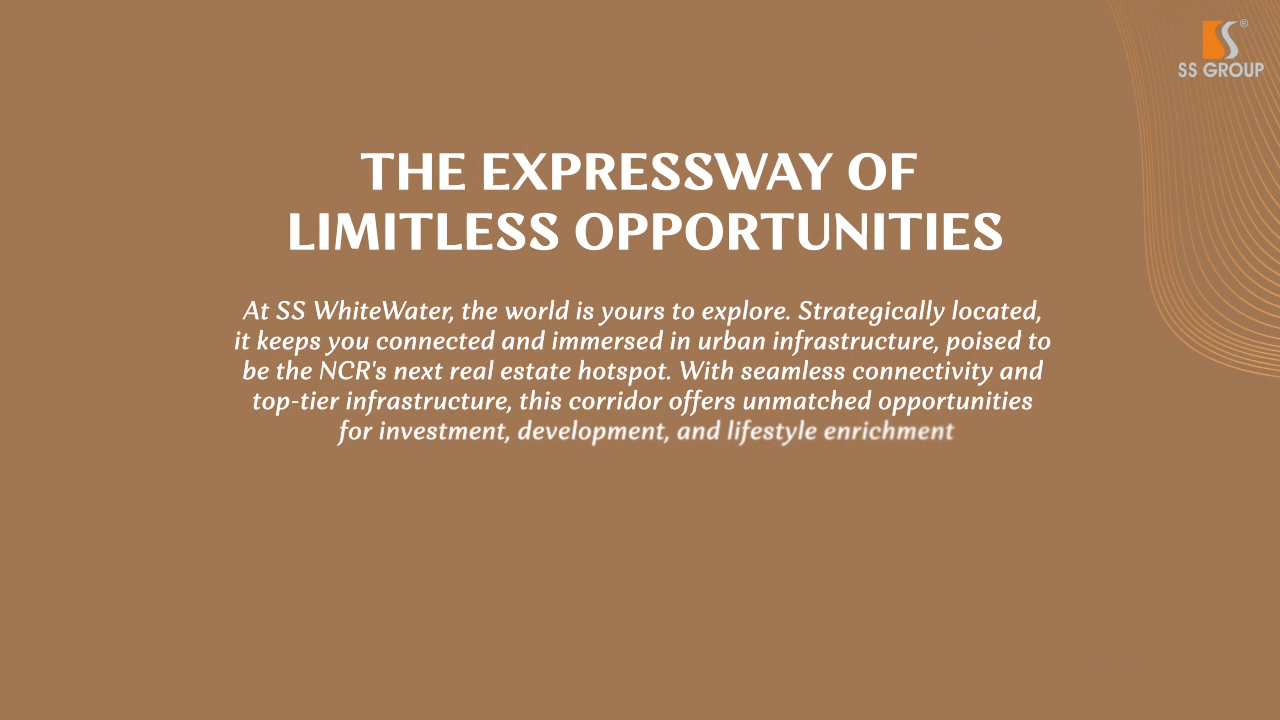 SS GROUP
®
THE EXPRESSWAY OF
LIMITLESS OPPORTUNITIES
At SS WhiteWater, the world is yours to explore. Strategically located,
it keeps you connected and immersed in urban infrastructure, poised to
be the NCR's next real estate hotspot. With seamless connectivity and
top-tier infrastructure, this corridor offers unmatched opportunities
for investment, development, and lifestyle enrichment